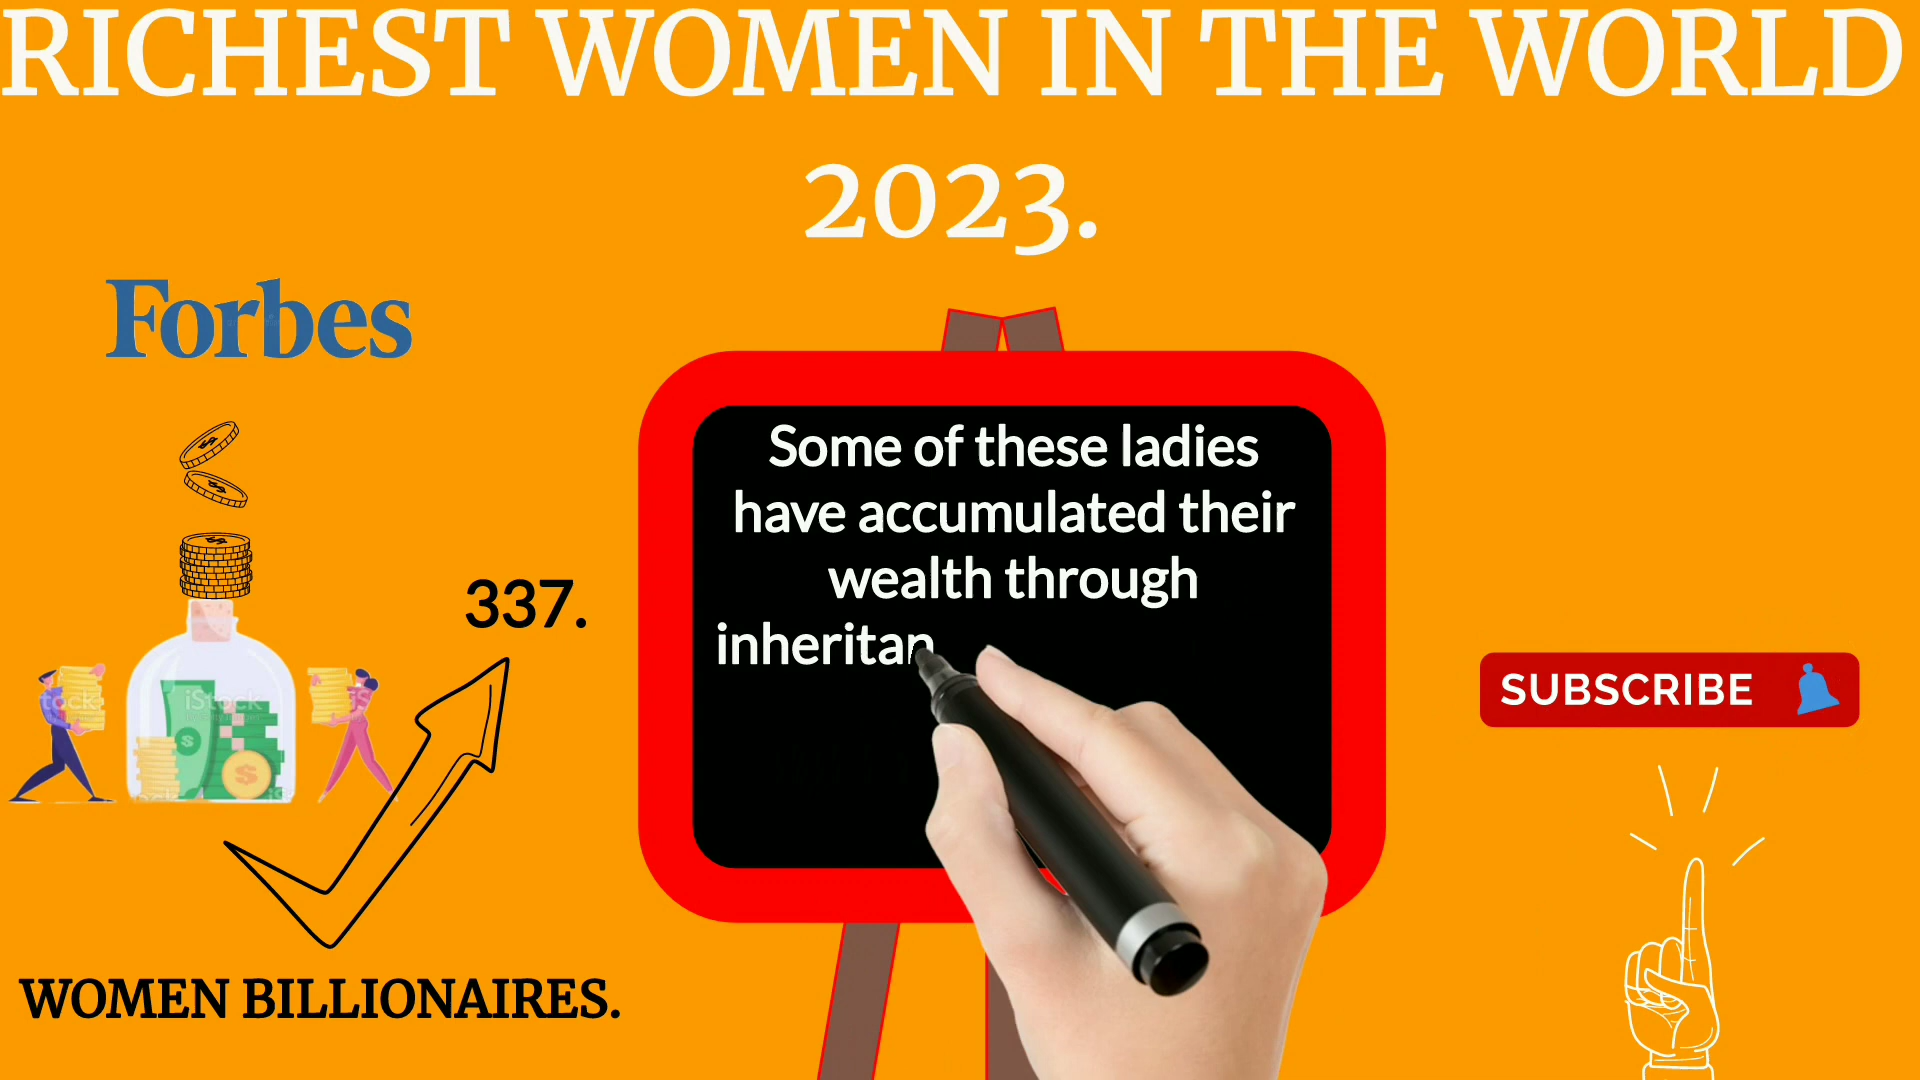 RICHEST WOMEN IN THE WORLD
2023.
Forbes
Some of these ladies
have accumulated their
wealth through
inheritan
337.
SUBSCRIBE
iStock
WOMEN BILLIONAIRES.